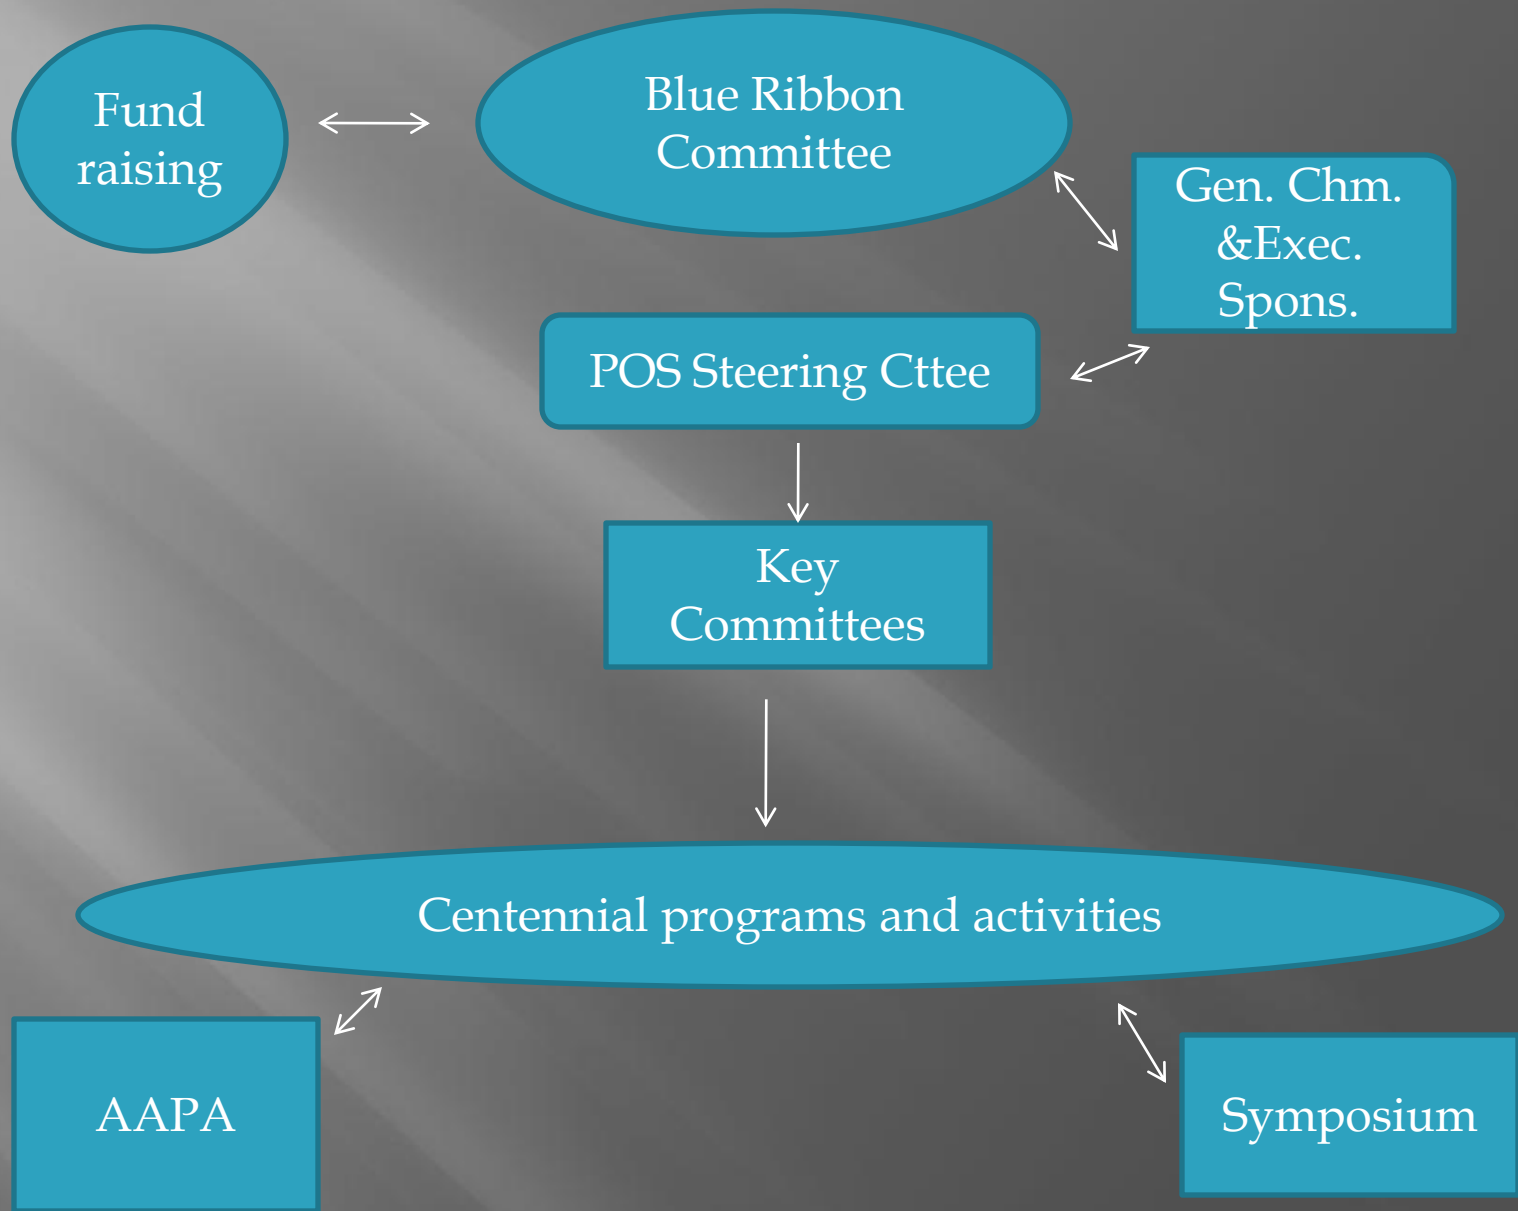 Fund
raising
Blue Ribbon
Committee
Gen. Chm.
&Exec.
Spons.
POS Steering Cttee
Key
Committees
Centennial programs and activities
AAPA
Symposium